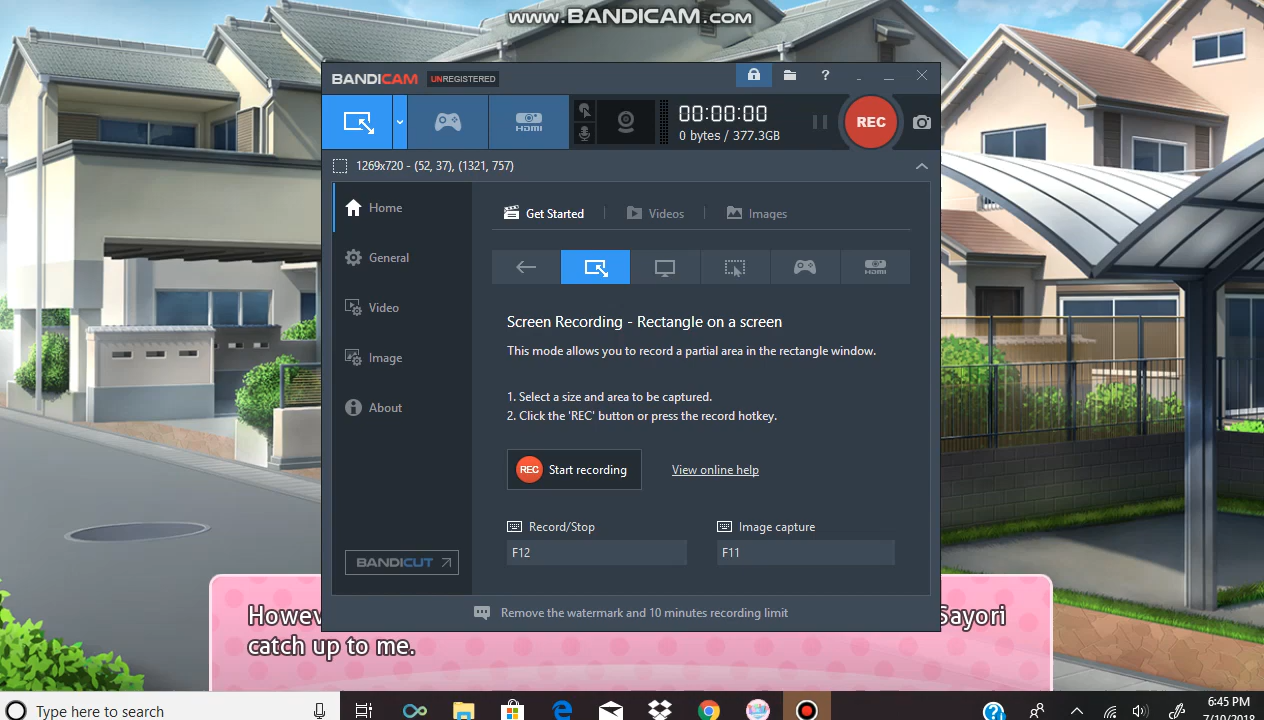 www.BANDICAM.com
BANDICAM UNREGISTERED
?
HDMI
00:00:00
0 bytes / 377.3GB
REC
1269x720 - (52, 37), (1321, 757)
Home
General
Video
Image
About
BANDICUT
Get Started
Videos
Images
HDMI
Screen Recording - Rectangle on a screen
This mode allows you to record a partial area in the rectangle window.
1. Select a size and area to be captured.
2. Click the 'REC' button or press the record hotkey.
REC Start recording
View online help
Record/Stop
Image capture
F12
F11
Remove the watermark and 10 minutes recording limit
Sayori
catch up to me.
Type here to search
6:45 PM
7/10/2018